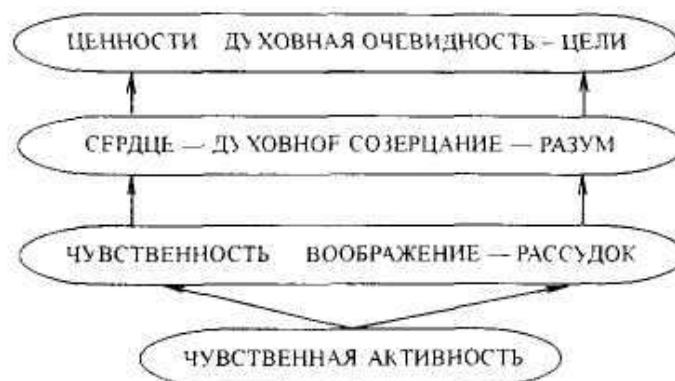 ЦЕННОСТИ ДУХОВНАЯ ОЧЕВИДНОСТЬ – ЦЕЛИ
СЕРДЦЕ — ДУХОВНОЕ СОЗЕРЦАНИЕ — РАЗУМ
ЧУВСТВЕННОСТЬ ВООБРАЖЕНИЕ — РАССУДОК
ЧУВСТВЕННАЯ АКТИВНОСТЬ